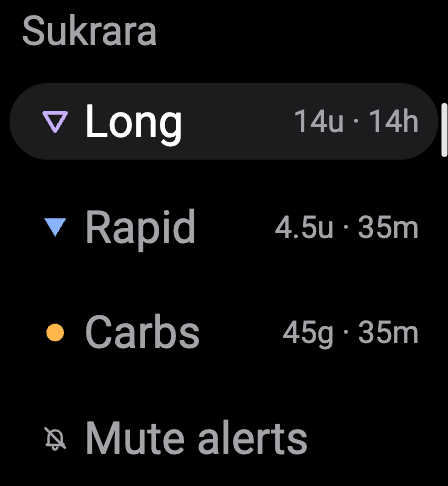 Sukrara
Long 14u · 14h
Rapid 4.5u · 35m
Carbs 45g · 35m
Mute alerts